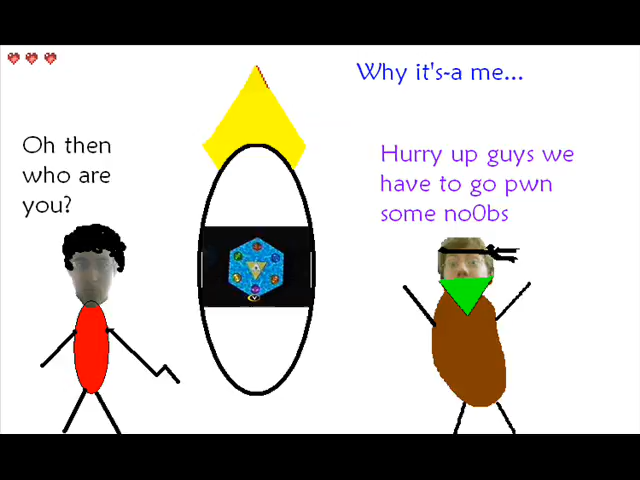 Why it's-a me...
Oh then
who are
you?
Hurry up guys we
have to go pwn
some no0bs